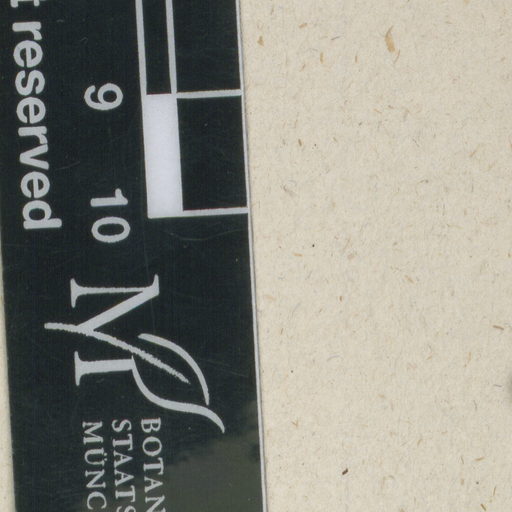 t reserved
9 10
M
BOTAN
STAATS
MÜNC